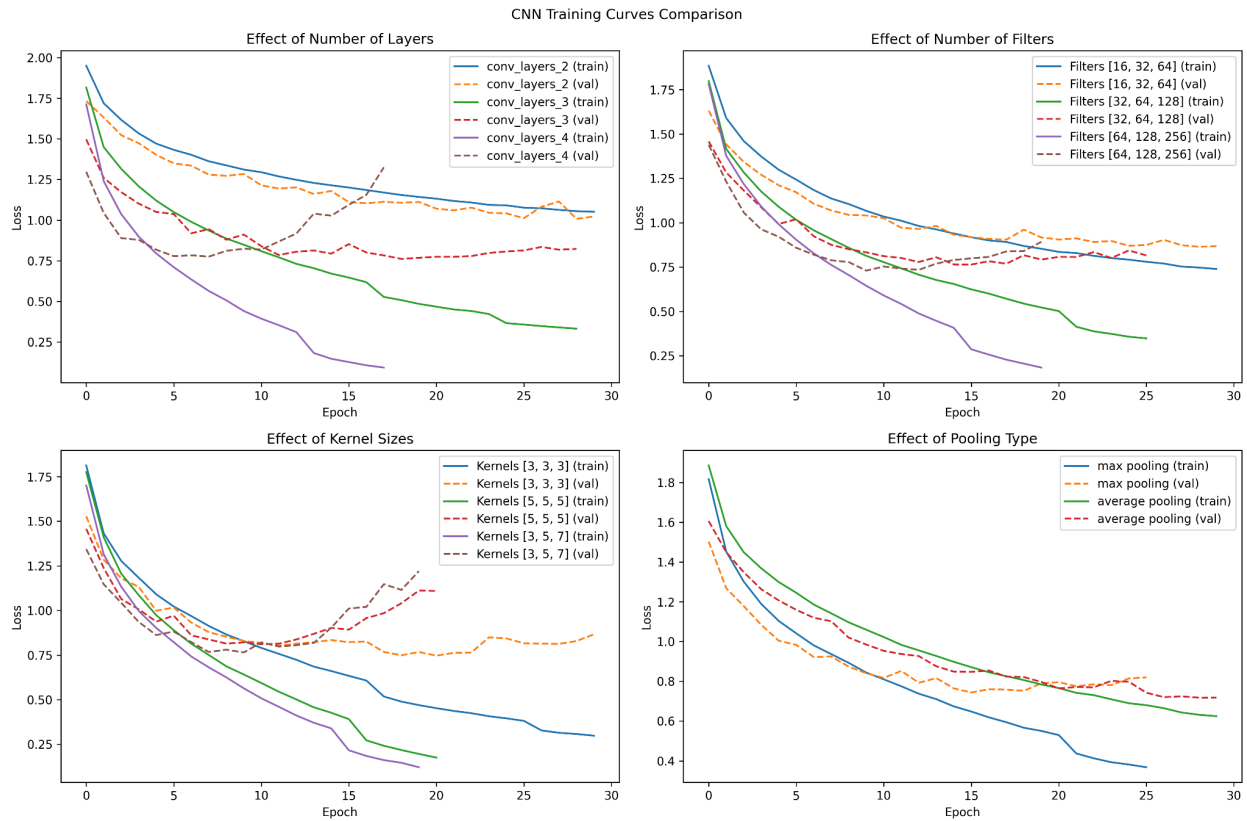 CNN Training Curves Comparison
Effect of Number of Layers
2.00
1.75
1.50
1.25
1.00
0.75
0.50
0.25
Loss
conv_layers_2 (train)
conv_layers_2 (val)
conv_layers_3 (train)
conv_layers_3 (val)
conv_layers_4 (train)
conv_layers_4 (val)
0 5 10 15 20 25 30
Epoch
Effect of Number of Filters
1.75
1.50
1.25
1.00
0.75
0.50
0.25
Loss
Filters [16, 32, 64] (train)
Filters [16, 32, 64] (val)
Filters [32, 64, 128] (train)
Filters [32, 64, 128] (val)
Filters [64, 128, 256] (train)
Filters [64, 128, 256] (val)
0 5 10 15 20 25 30
Epoch
Effect of Kernel Sizes
1.75
1.50
1.25
1.00
0.75
0.50
0.25
Loss
Kernels [3, 3, 3] (train)
Kernels [3, 3, 3] (val)
Kernels [5, 5, 5] (train)
Kernels [5, 5, 5] (val)
Kernels [3, 5, 7] (train)
Kernels [3, 5, 7] (val)
0 5 10 15 20 25 30
Epoch
Effect of Pooling Type
1.8
1.6
1.4
1.2
1.0
0.8
0.6
0.4
Loss
max pooling (train)
max pooling (val)
average pooling (train)
average pooling (val)
0 5 10 15 20 25 30
Epoch